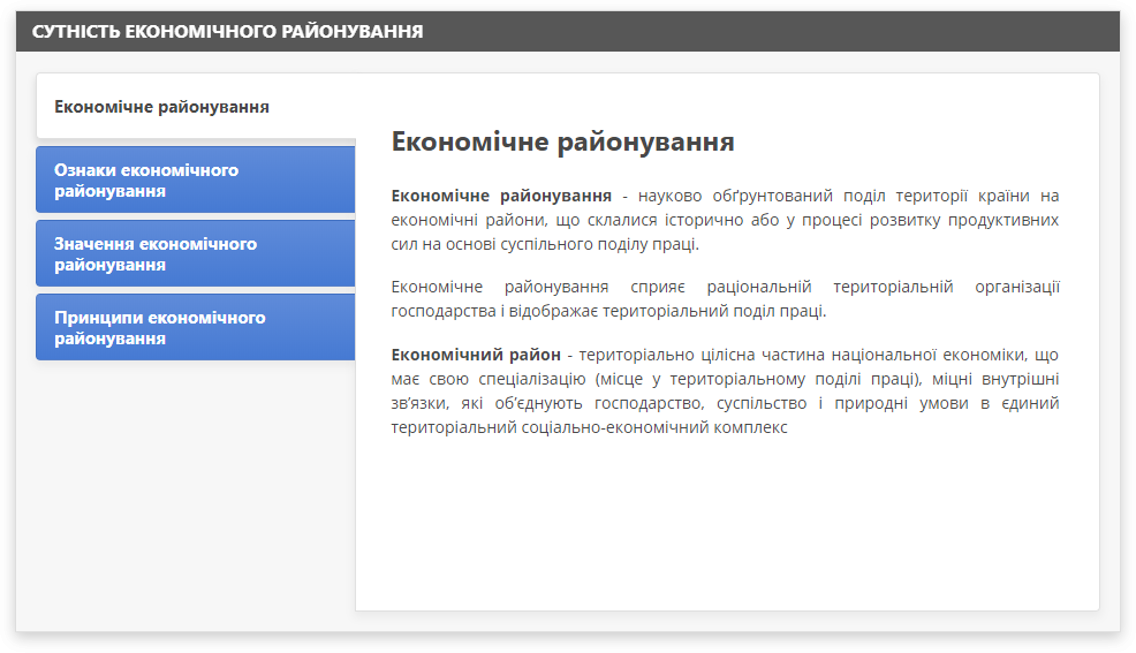 СУТНІСТЬ ЕКОНОМІЧНОГО РАЙОНУВАННЯ
Економічне районування
Ознаки економічного
районування
Значення економічного
районування
Принципи економічного
районування
Економічне районування
Економічне районування - науково обґрунтований поділ території країни на
економічні райони, що склалися історично або у процесі розвитку продуктивних
сил на основі суспільного поділу праці.
Економічне районування сприяє раціональній територіальній організації
господарства і відображає територіальний поділ праці.
Економічний район - територіально цілісна частина національної економіки, що
має свою спеціалізацію (місце у територіальному поділі праці), міцні внутрішні
зв’язки, які об’єднують господарство, суспільство і природні умови в єдиний
територіальний соціально-економічний комплекс